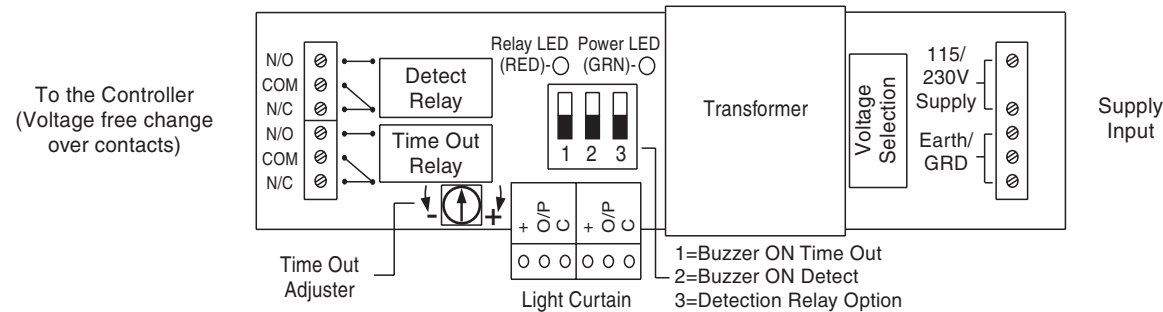 To the Controller
(Voltage free change
over contacts)
N/O
COM
N/C
N/O
COM
N/C
Detect
Relay
Time Out
Relay
- +
Time Out
Adjuster
Relay LED
(RED)-
Power LED
(GRN)-
1 2 3
+ O/P C + O/P C
Light Curtain
1=Buzzer ON Time Out
2=Buzzer ON Detect
3=Detection Relay Option
Transformer
Voltage
Selection
115/
230V
Supply
Earth/
GRD
Supply
Input